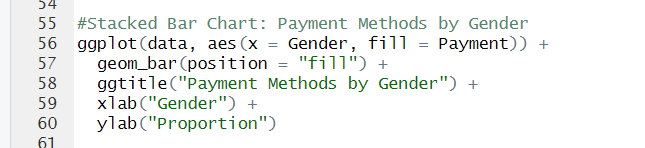 54
55 #Stacked Bar Chart: Payment Methods by Gender
56 ggplot(data, aes(x = Gender, fill = Payment)) +
57   geom_bar(position = "fill") +
58   ggtitle("Payment Methods by Gender") +
59   xlab("Gender") +
60   ylab("Proportion")
61